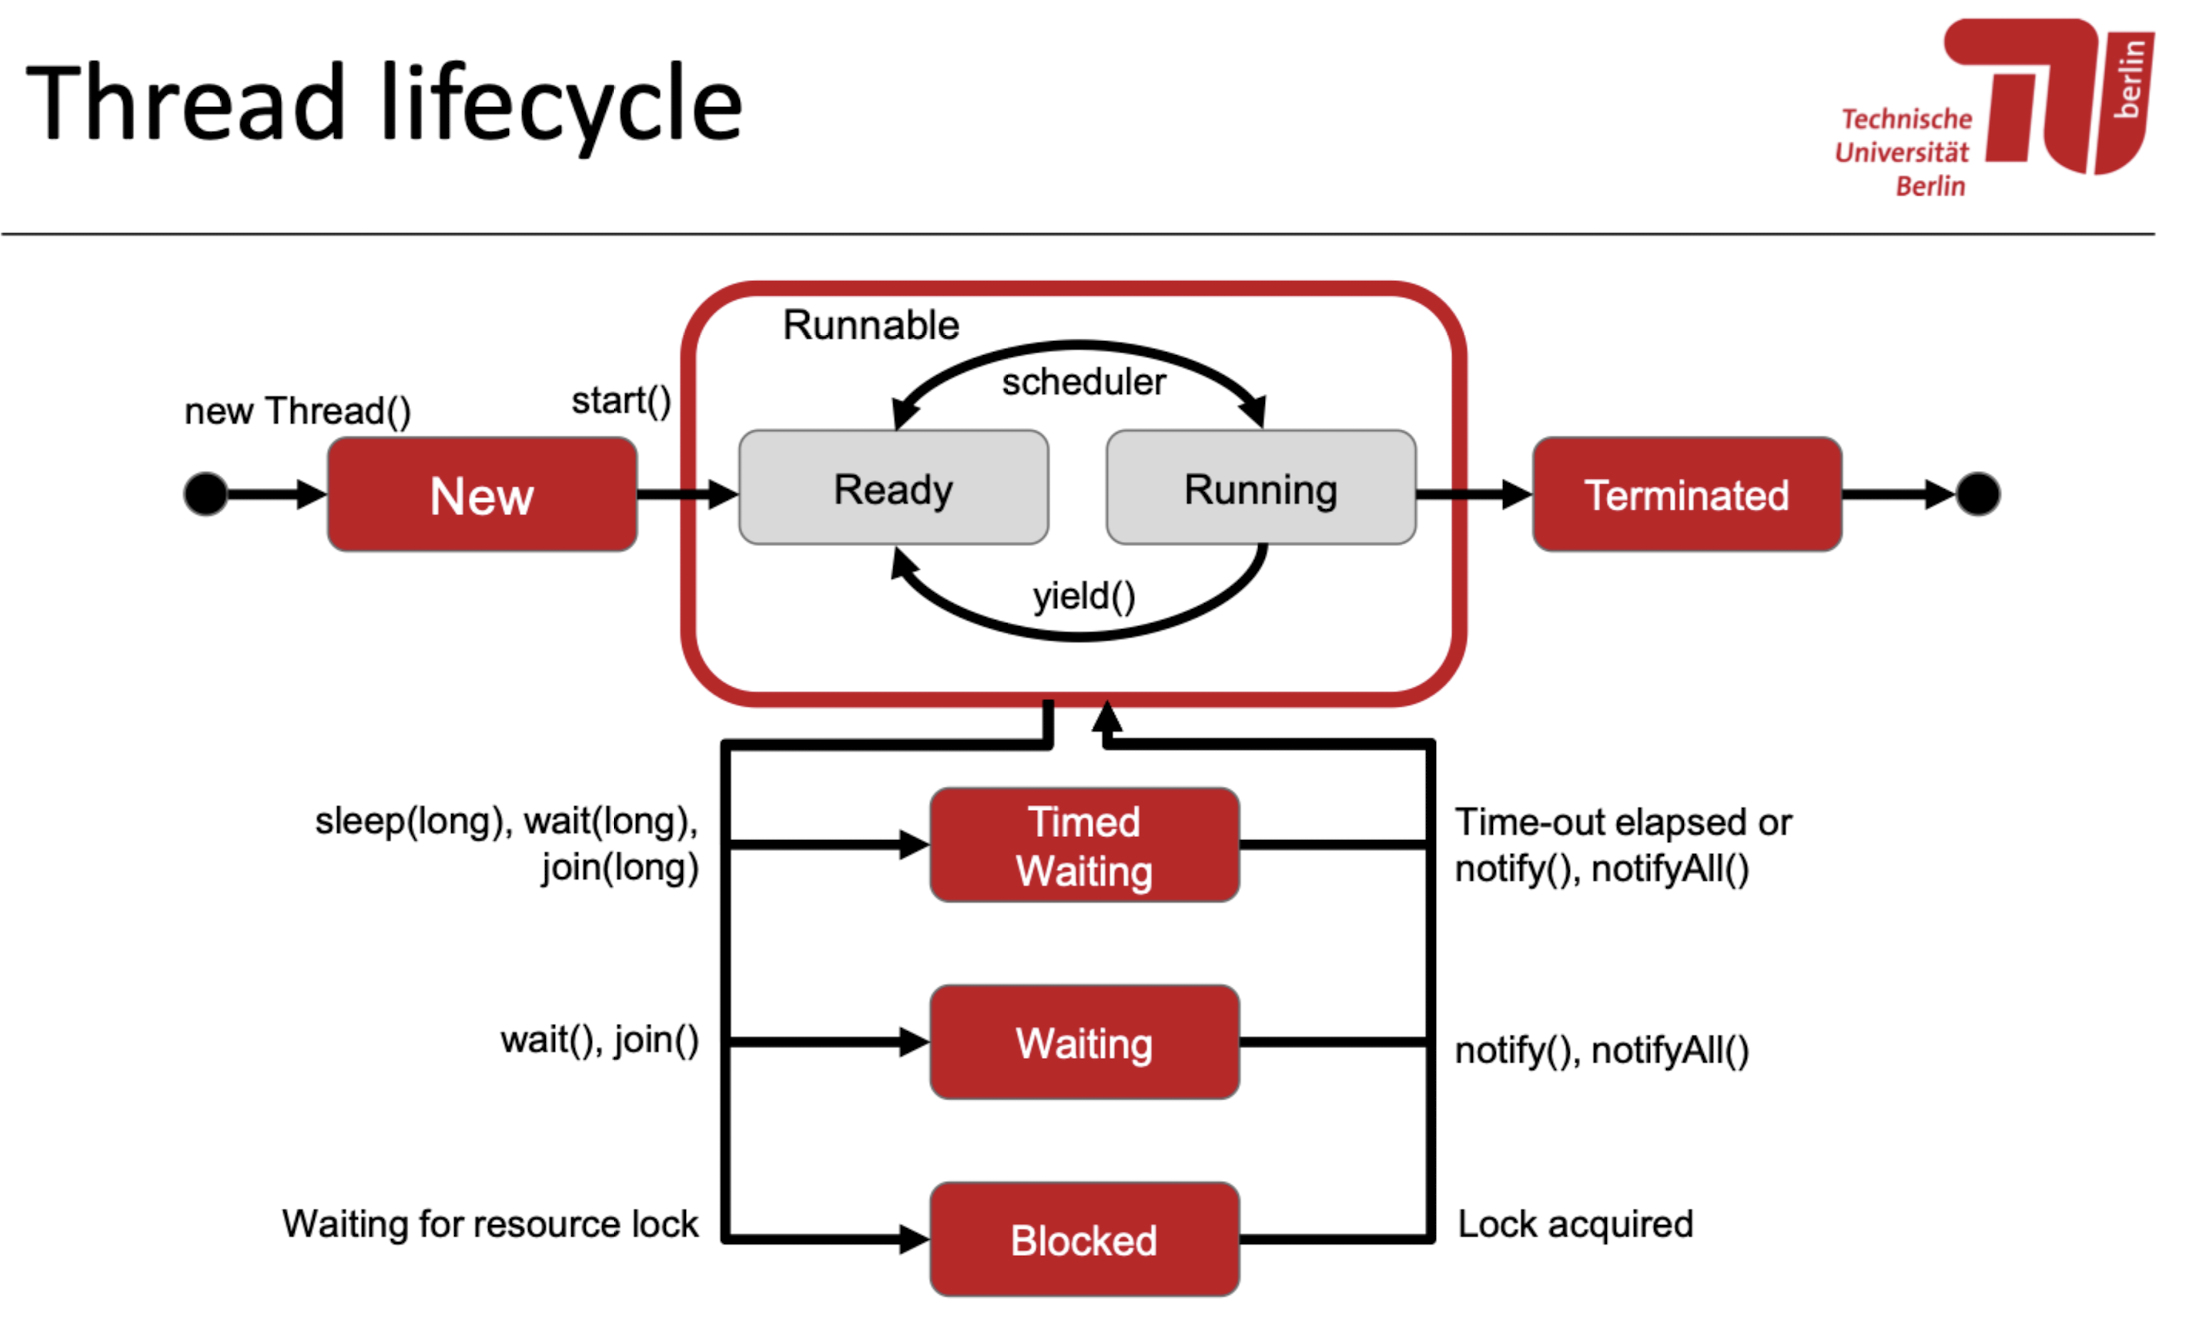 Thread lifecycle
Technische
Universität
Berlin
berlin
Runnable
scheduler
new Thread()
start()
New
Ready
Running
Terminated
yield()
sleep(long), wait(long),
join(long)
Timed
Waiting
Time-out elapsed or
notify(), notifyAll()
wait(), join()
Waiting
notify(), notifyAll()
Waiting for resource lock
Blocked
Lock acquired